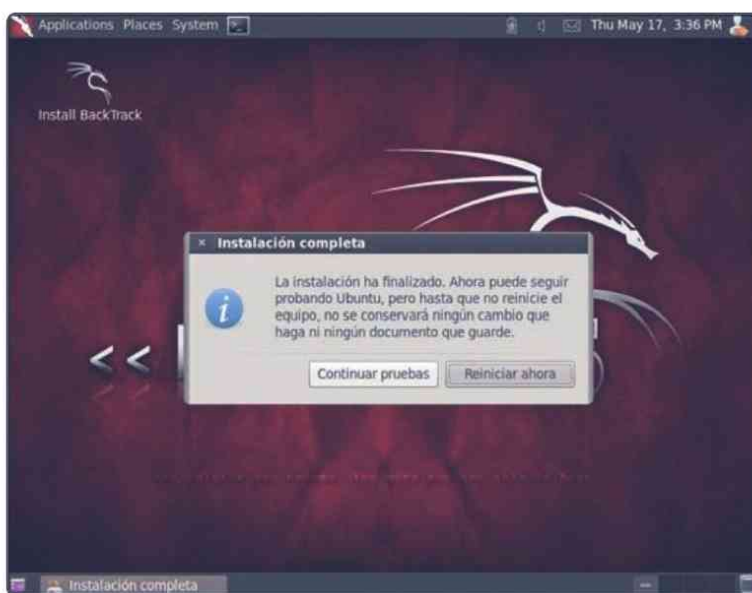 Applications Places System
Thu May 17, 3:36 PM
Install BackTrack
Instalación completa
La instalación ha finalizado. Ahora puede seguir
probando Ubuntu, pero hasta que no reinicie el
equipo, no se conservará ningún cambio que
haga ni ningún documento que guarde.
Continuar pruebas
Reiniciar ahora
<<
Instalación completa